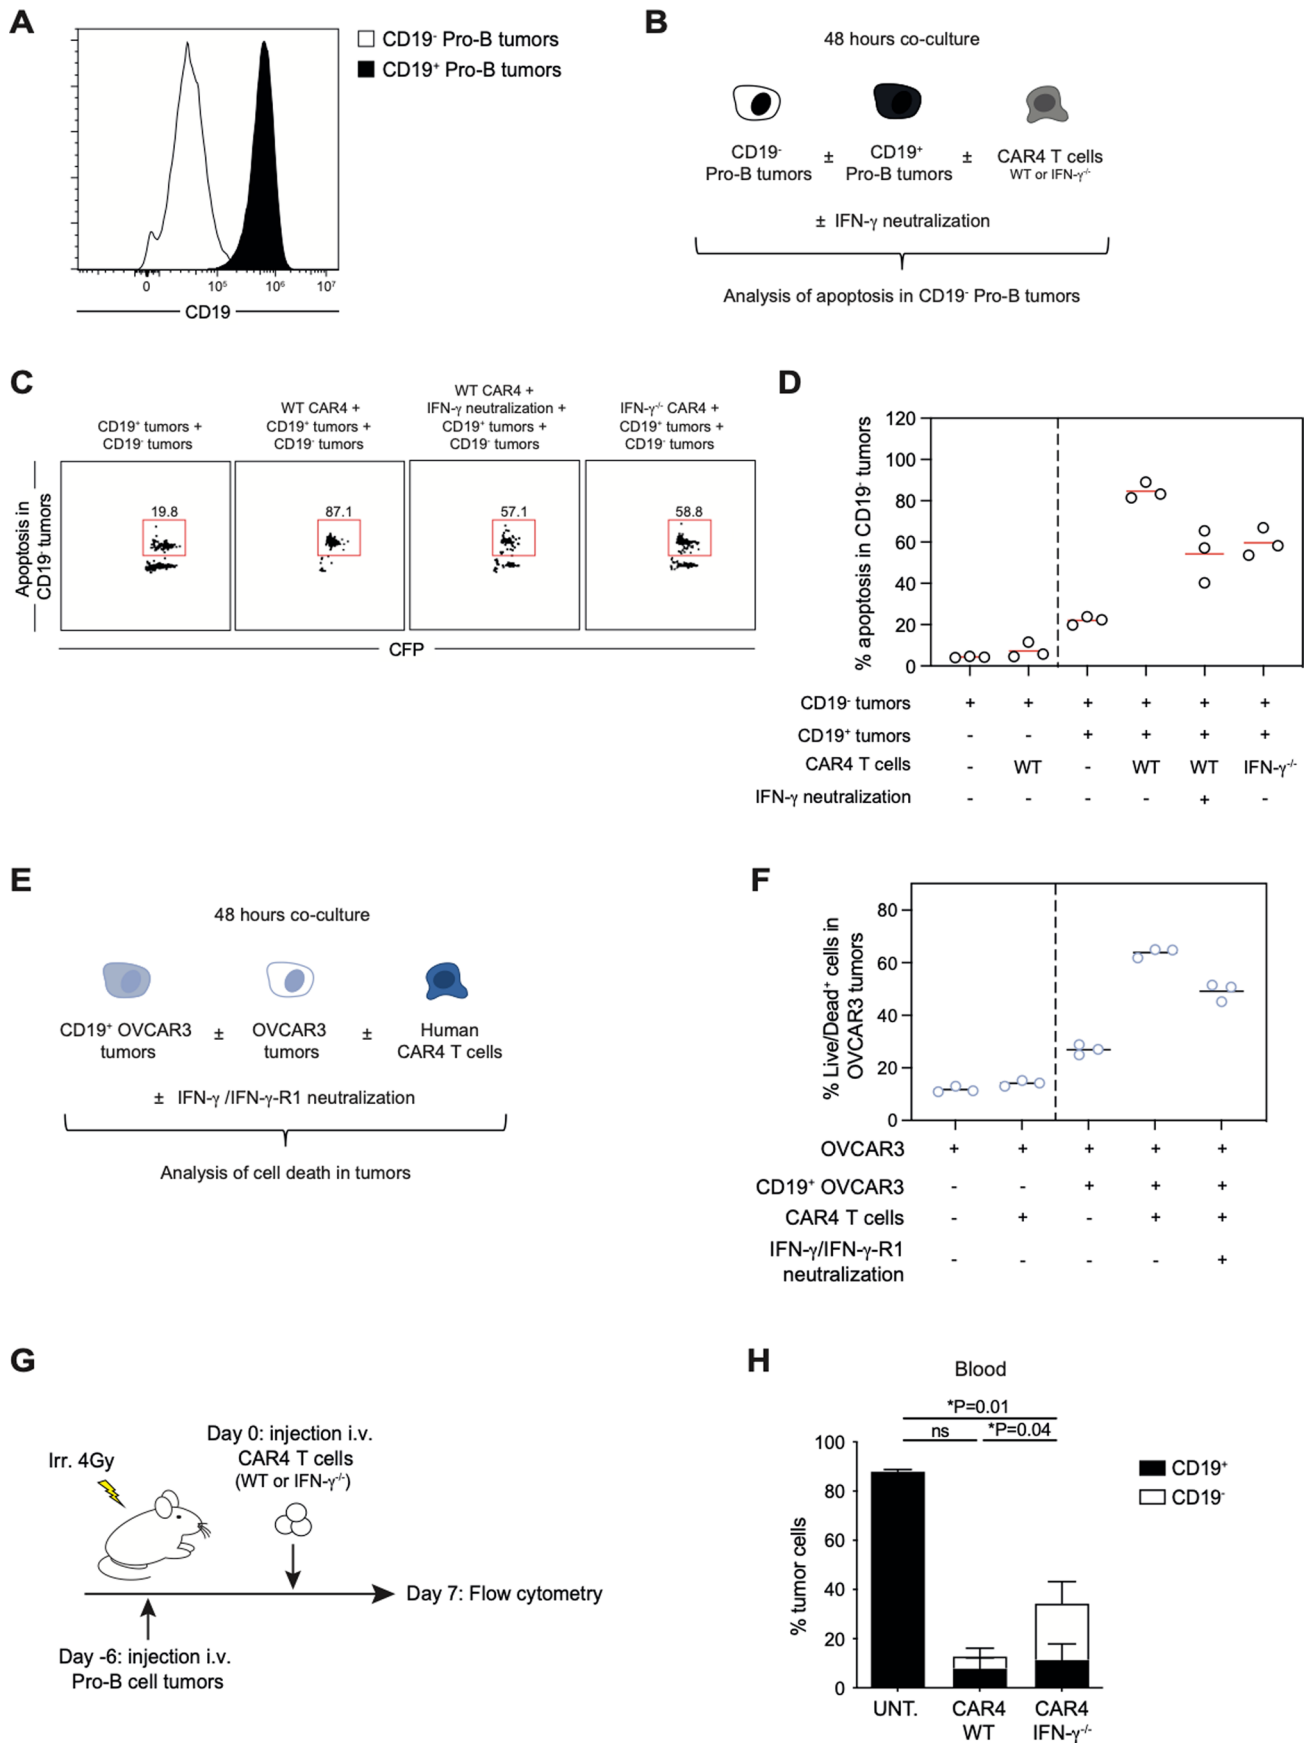 A
CD19⁻ Pro-B tumors
CD19⁺ Pro-B tumors
0 10⁵ 10⁶ 10⁷
CD19
B
48 hours co-culture
CD19⁻ ± CD19⁺ ± CAR4 T cells
Pro-B tumors Pro-B tumors WT or IFN-γ⁻/⁻
± IFN-γ neutralization
Analysis of apoptosis in CD19⁻ Pro-B tumors
C
CD19⁺ tumors +
CD19⁻ tumors
WT CAR4 +
CD19⁺ tumors +
CD19⁻ tumors
WT CAR4 +
IFN-γ neutralization +
CD19⁺ tumors +
CD19⁻ tumors
IFN-γ⁻/⁻ CAR4 +
CD19⁺ tumors +
CD19⁻ tumors
Apoptosis in
CD19⁻ tumors
19.8 87.1 57.1 58.8
CFP
D
% apoptosis in CD19⁻ tumors
120
100
80
60
40
20
0
CD19⁻ tumors + + + + + +
CD19⁺ tumors - - + + + +
CAR4 T cells - WT - WT WT IFN-γ⁻/⁻
IFN-γ neutralization - - - - + -
E
48 hours co-culture
CD19⁺ OVCAR3 ± OVCAR3 ± Human
tumors tumors CAR4 T cells
± IFN-γ /IFN-γ-R1 neutralization
Analysis of cell death in tumors
F
% Live/Dead⁺ cells in
OVCAR3 tumors
80
60
40
20
0
OVCAR3 + + + + +
CD19⁺ OVCAR3 - - + + +
CAR4 T cells - + - + +
IFN-γ/IFN-γ-R1
neutralization - - - - +
G
Irr. 4Gy
Day 0: injection i.v.
CAR4 T cells
(WT or IFN-γ⁻/⁻)
Day 7: Flow cytometry
Day -6: injection i.v.
Pro-B cell tumors
H
Blood
*P=0.01
ns *P=0.04
% tumor cells
100
80
60
40
20
0
UNT. CAR4 CAR4
WT IFN-γ⁻/⁻
CD19⁺
CD19⁻